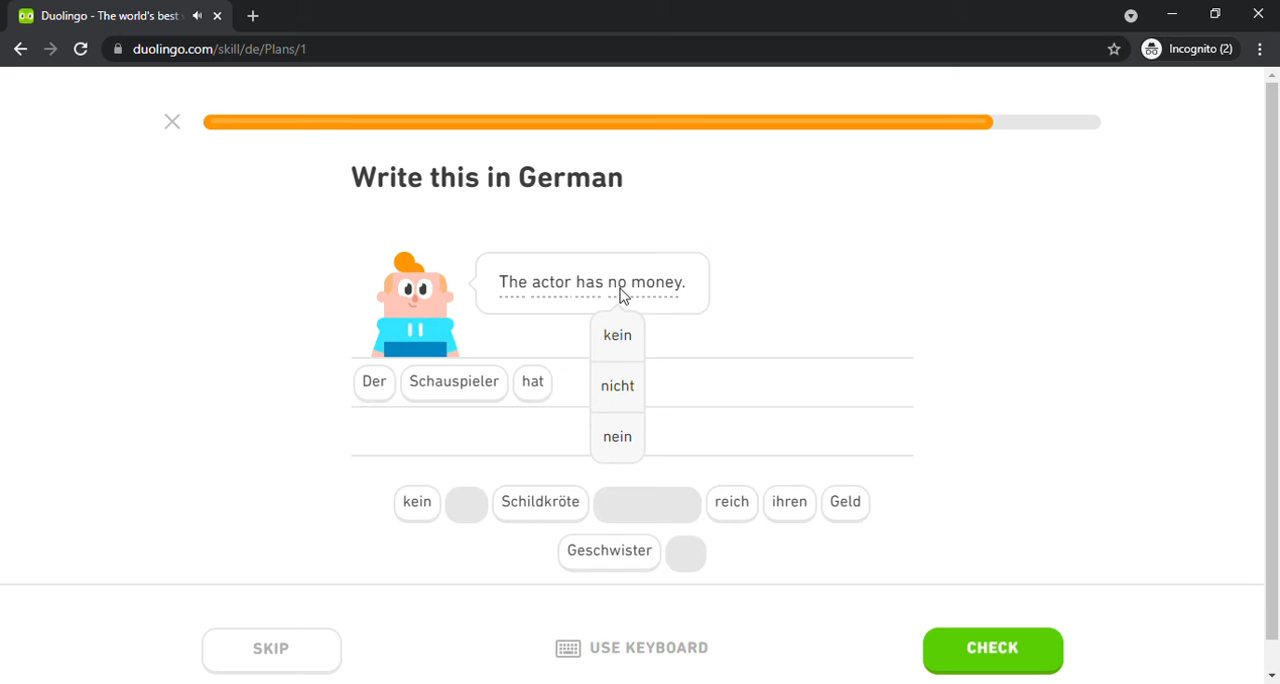 Duolingo - The world's best
duolingo.com/skill/de/Plans/1
Incognito (2)
Write this in German
The actor has no money.
kein
nicht
nein
Der Schauspieler hat
kein Schildkröte reich ihren Geld
Geschwister
SKIP
USE KEYBOARD
CHECK